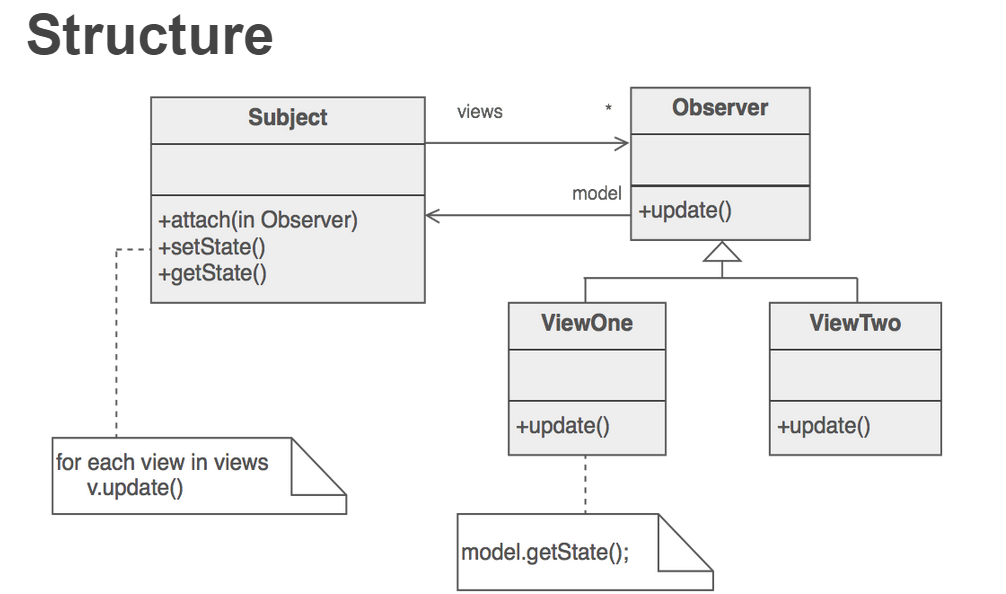 Structure
Subject
views
*
Observer
model
+update()
+attach(in Observer)
+setState()
+getState()
ViewOne
ViewTwo
+update()
+update()
for each view in views
v.update()
model.getState();